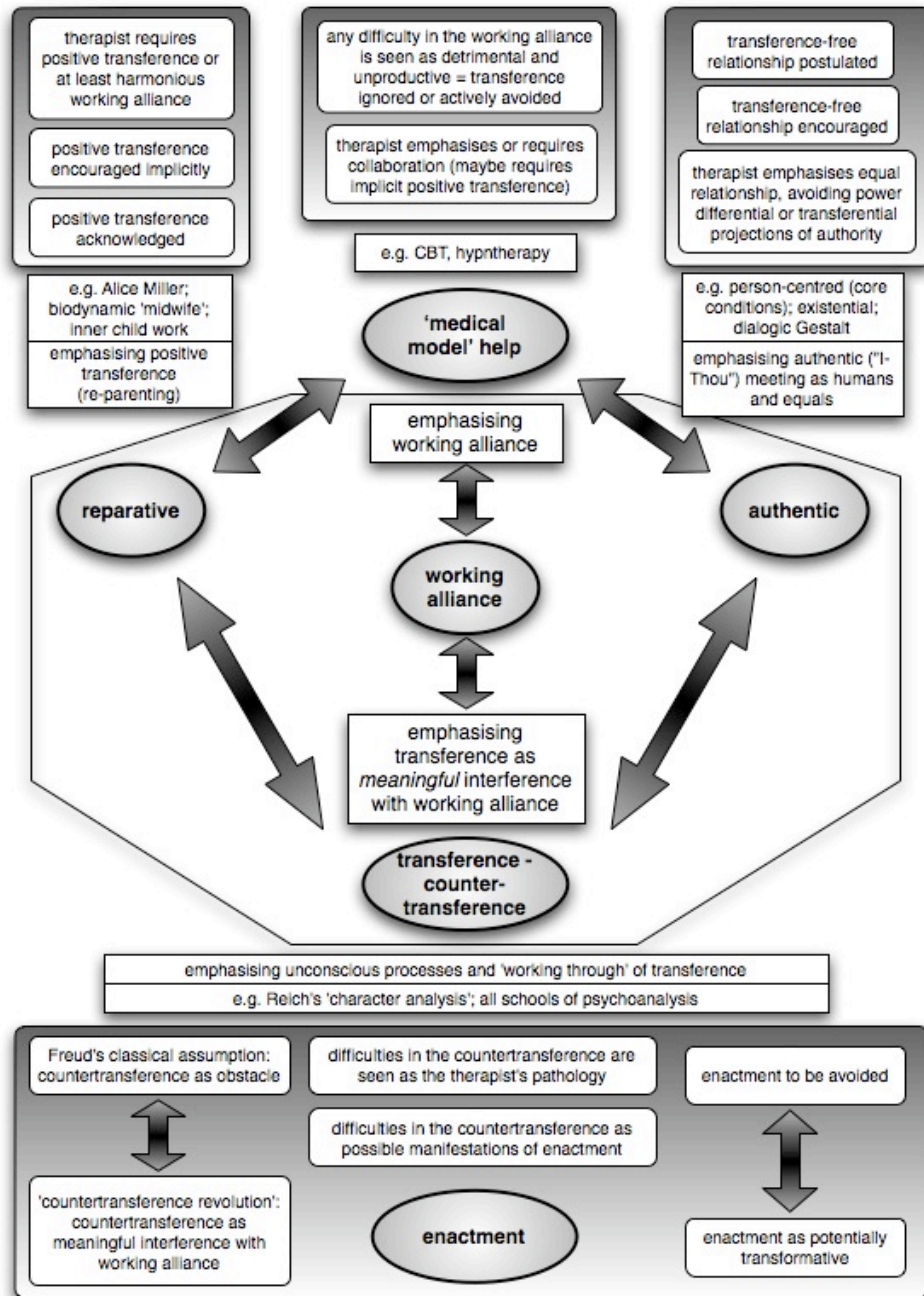 therapist requires
positive transference or
at least harmonious
working alliance
positive transference
encouraged implicitly
positive transference
acknowledged
e.g. Alice Miller;
biodynamic 'midwife';
inner child work
emphasising positive
transference
(re-parenting)
any difficulty in the working alliance
is seen as detrimental and
unproductive = transference
ignored or actively avoided
therapist emphasises or requires
collaboration (maybe requires
implicit positive transference)
e.g. CBT, hypntherapy
transference-free
relationship postulated
transference-free
relationship encouraged
therapist emphasises equal
relationship, avoiding power
differential or transferential
projections of authority
e.g. person-centred (core
conditions); existential;
dialogic Gestalt
emphasising authentic ("I-
Thou") meeting as humans
and equals
'medical
model' help
emphasising
working alliance
reparative
authentic
working
alliance
emphasising
transference as
meaningful interference
with working alliance
transference -
counter-
transference
emphasising unconscious processes and 'working through' of transference
e.g. Reich's 'character analysis'; all schools of psychoanalysis
Freud's classical assumption:
countertransference as obstacle
'countertransference revolution':
countertransference as
meaningful interference with
working alliance
difficulties in the countertransference are
seen as the therapist's pathology
difficulties in the countertransference as
possible manifestations of enactment
enactment
enactment to be avoided
enactment as potentially
transformative